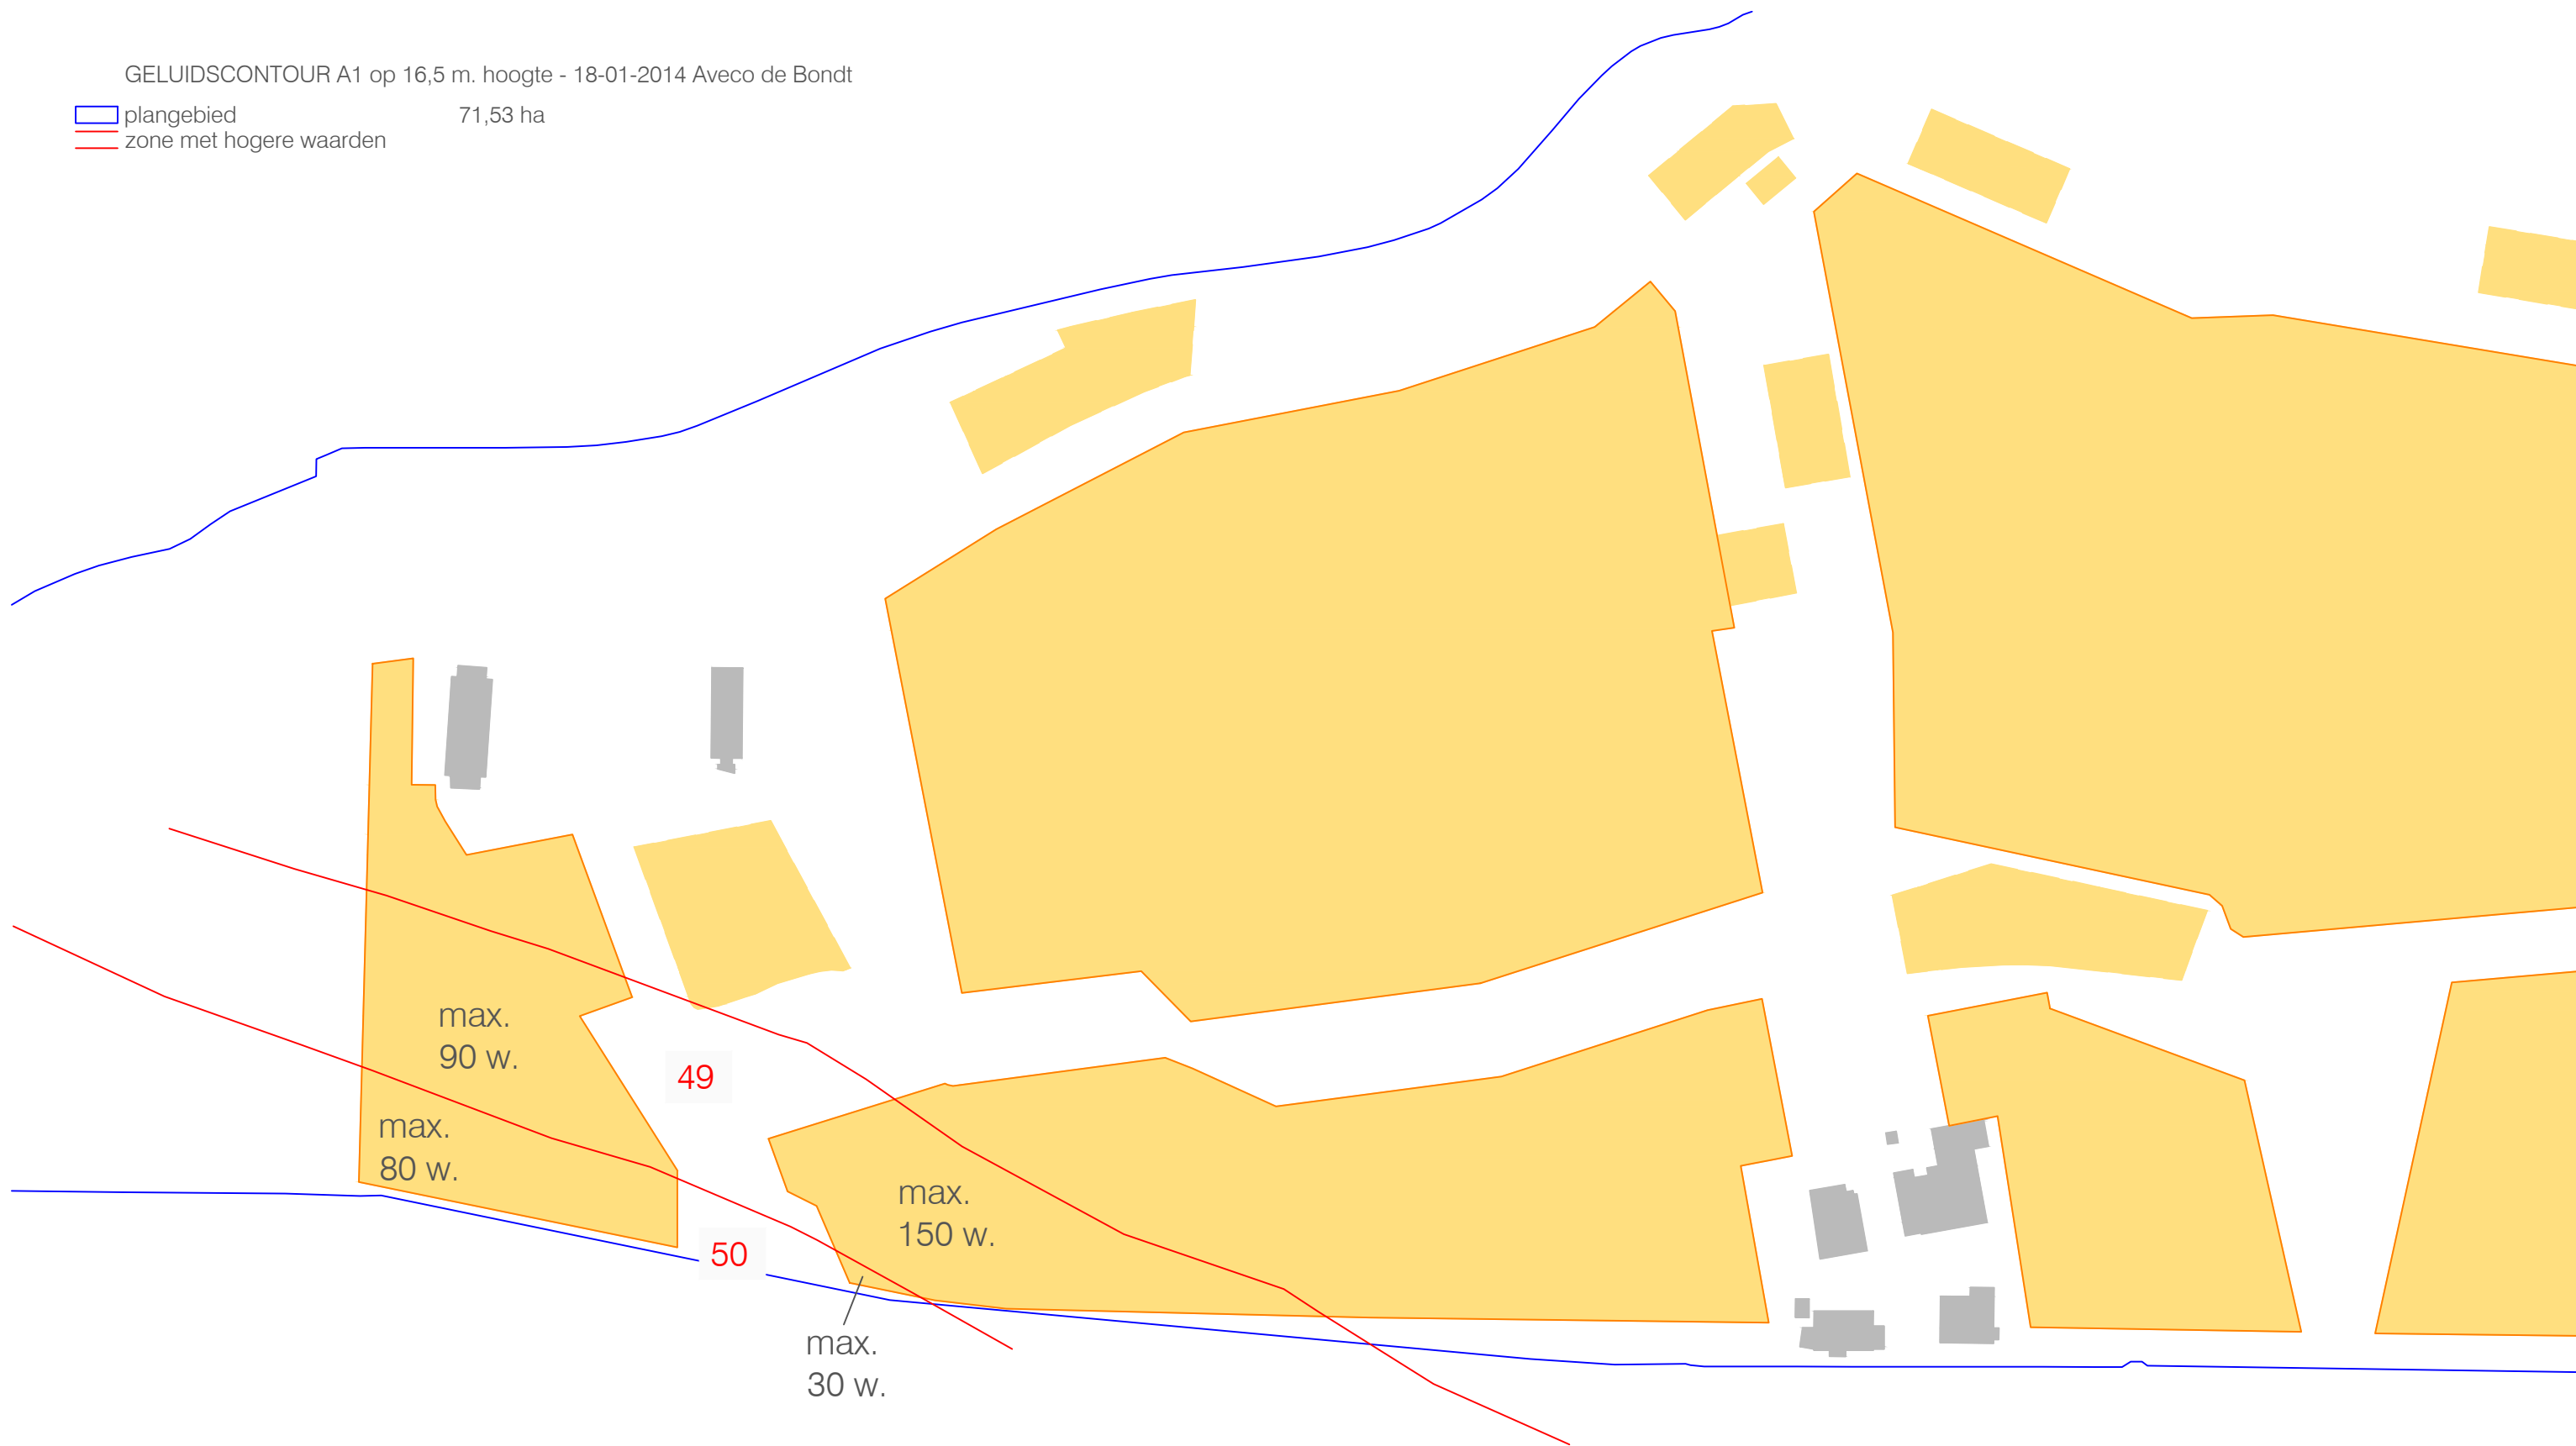 GELUIDSCONTOUR A1 op 16,5 m. hoogte - 18-01-2014 Aveco de Bondt
plangebied 71,53 ha
zone met hogere waarden
max.
90 w.
49
max.
80 w.
max.
150 w.
50
max.
30 w.